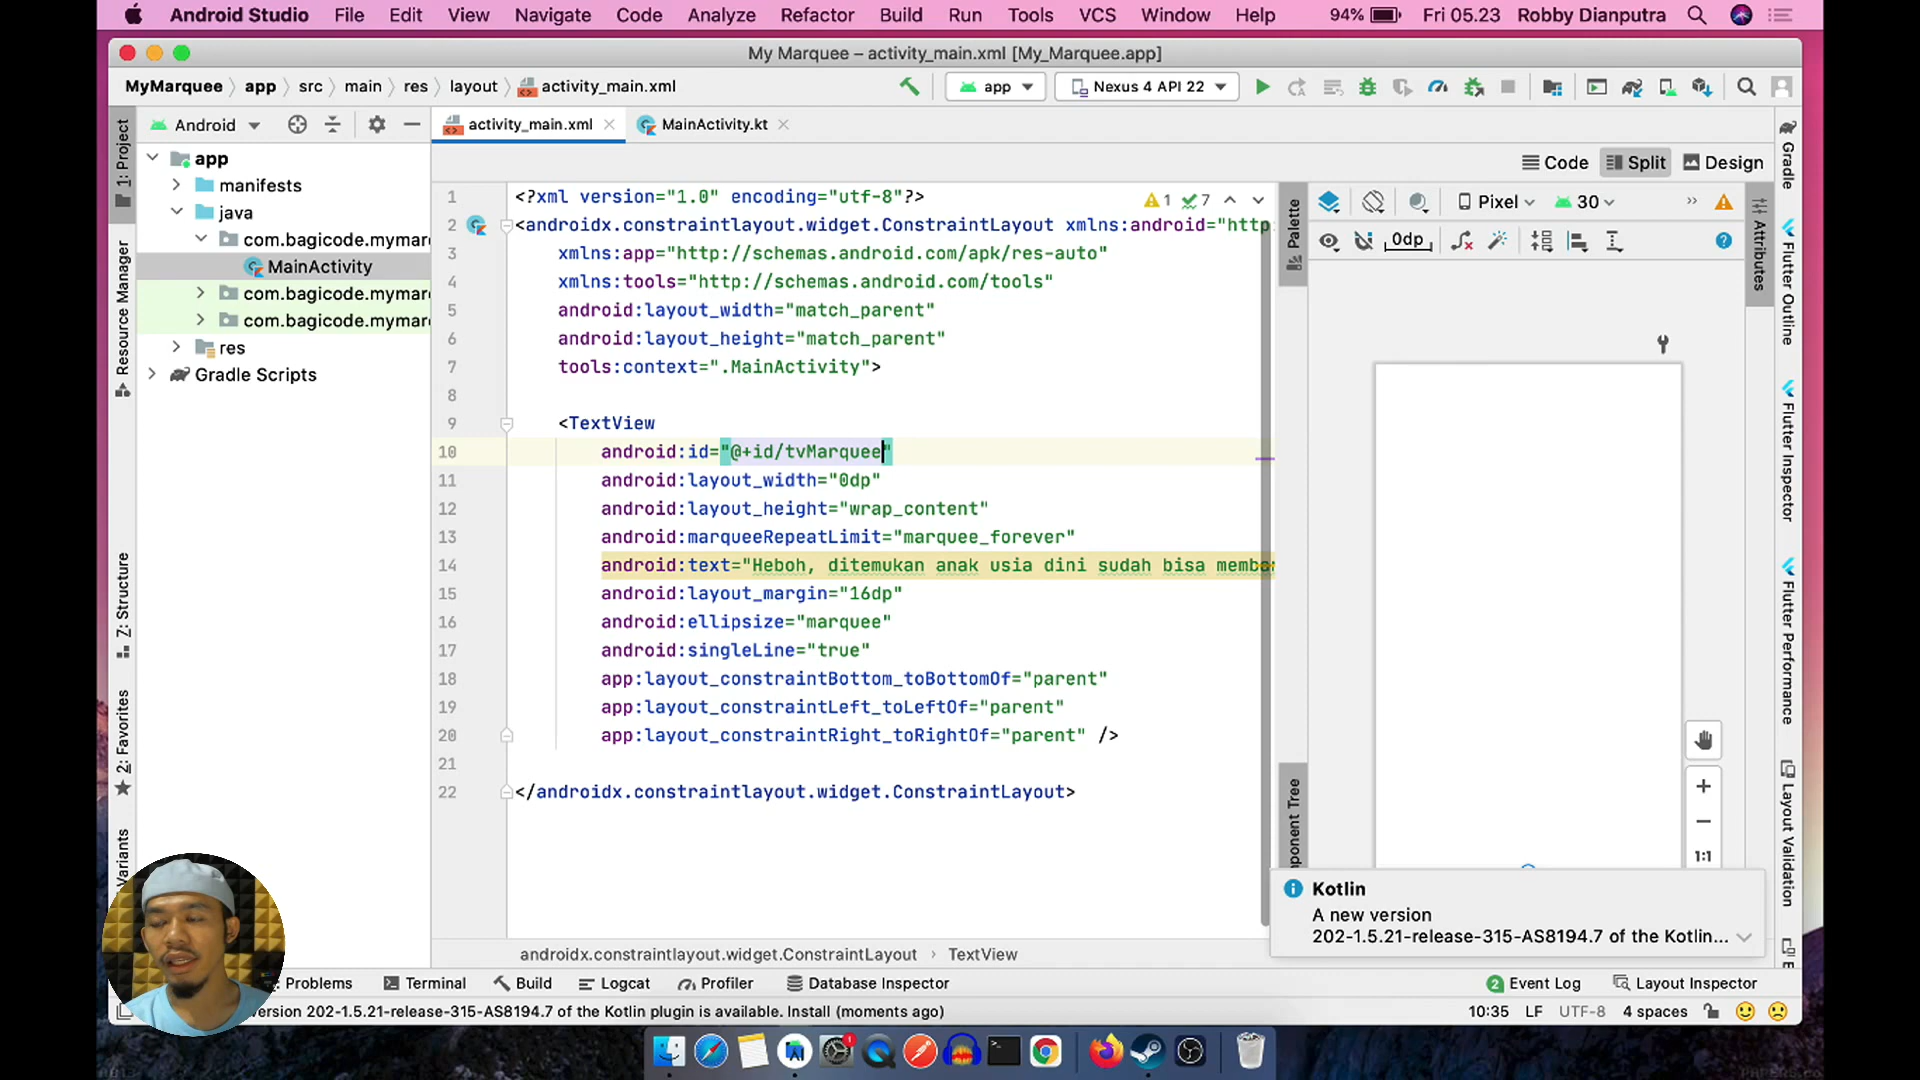 Android Studio File Edit View Navigate Code Analyze Refactor Build Run Tools VCS Window Help 94% Fri 05.23 Robby Dianputra
My Marquee – activity_main.xml [My_Marquee.app]
MyMarquee app src main res layout activity_main.xml app Nexus 4 API 22
Android
activity_main.xml MainActivity.kt
Code Split Design
Pixel 30
0dp
app
manifests
java
com.bagicode.mymar
MainActivity
com.bagicode.mymar
com.bagicode.mymar
res
Gradle Scripts
1: Project
Resource Manager
Z: Structure
2: Favorites
Variants
1 <?xml version="1.0" encoding="utf-8"?>
1 7
2 <androidx.constraintlayout.widget.ConstraintLayout xmlns:android="http
3 xmlns:app="http://schemas.android.com/apk/res-auto"
4 xmlns:tools="http://schemas.android.com/tools"
5 android:layout_width="match_parent"
6 android:layout_height="match_parent"
7 tools:context=".MainActivity">
8
9 <TextView
10 android:id="@+id/tvMarquee"
11 android:layout_width="0dp"
12 android:layout_height="wrap_content"
13 android:marqueeRepeatLimit="marquee_forever"
14 android:text="Heboh, ditemukan anak usia dini sudah bisa memba
15 android:layout_margin="16dp"
16 android:ellipsize="marquee"
17 android:singleLine="true"
18 app:layout_constraintBottom_toBottomOf="parent"
19 app:layout_constraintLeft_toLeftOf="parent"
20 app:layout_constraintRight_toRightOf="parent" />
21
22 </androidx.constraintlayout.widget.ConstraintLayout>
Palette
ponent Tree
Attributes
Gradle
Flutter Outline
Flutter Inspector
Flutter Performance
Layout Validation
1:1
Kotlin
A new version
202-1.5.21-release-315-AS8194.7 of the Kotlin...
androidx.constraintlayout.widget.ConstraintLayout TextView
Problems Terminal Build Logcat Profiler Database Inspector 2 Event Log Layout Inspector
version 202-1.5.21-release-315-AS8194.7 of the Kotlin plugin is available. Install (moments ago) 10:35 LF UTF-8 4 spaces